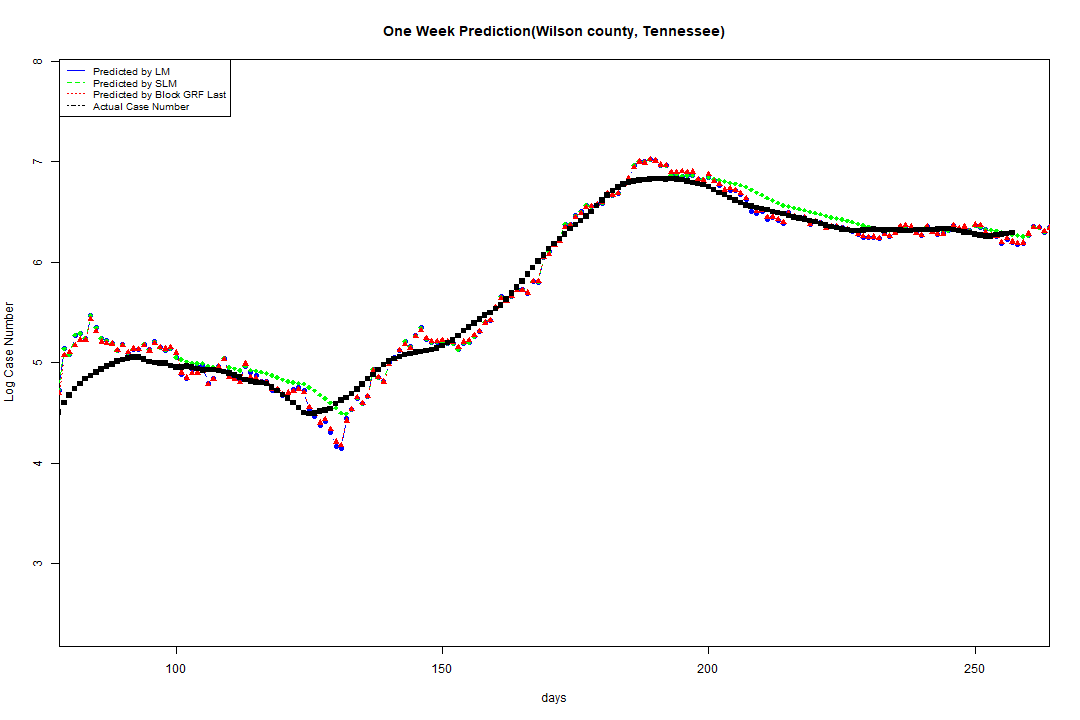 One Week Prediction(Wilson county, Tennessee)
Predicted by LM
Predicted by SLM
Predicted by Block GRF Last
Actual Case Number
8
7
6
5
4
3
Log Case Number
100 150 200 250
days